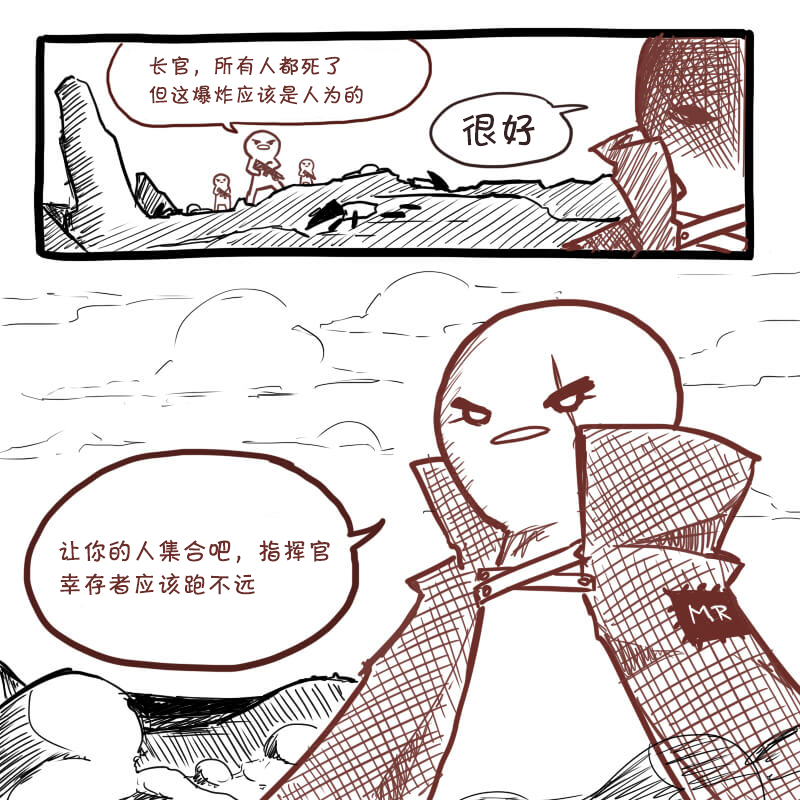 长官，所有人都死了
但这爆炸应该是人为的
很好
让你的人集合吧，指挥官
幸存者应该跑不远
MR